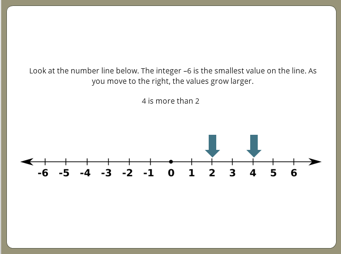 Look at the number line below. The integer –6 is the smallest value on the line. As
you move to the right, the values grow larger.
4 is more than 2
-6 -5 -4 -3 -2 -1 0 1 2 3 4 5 6